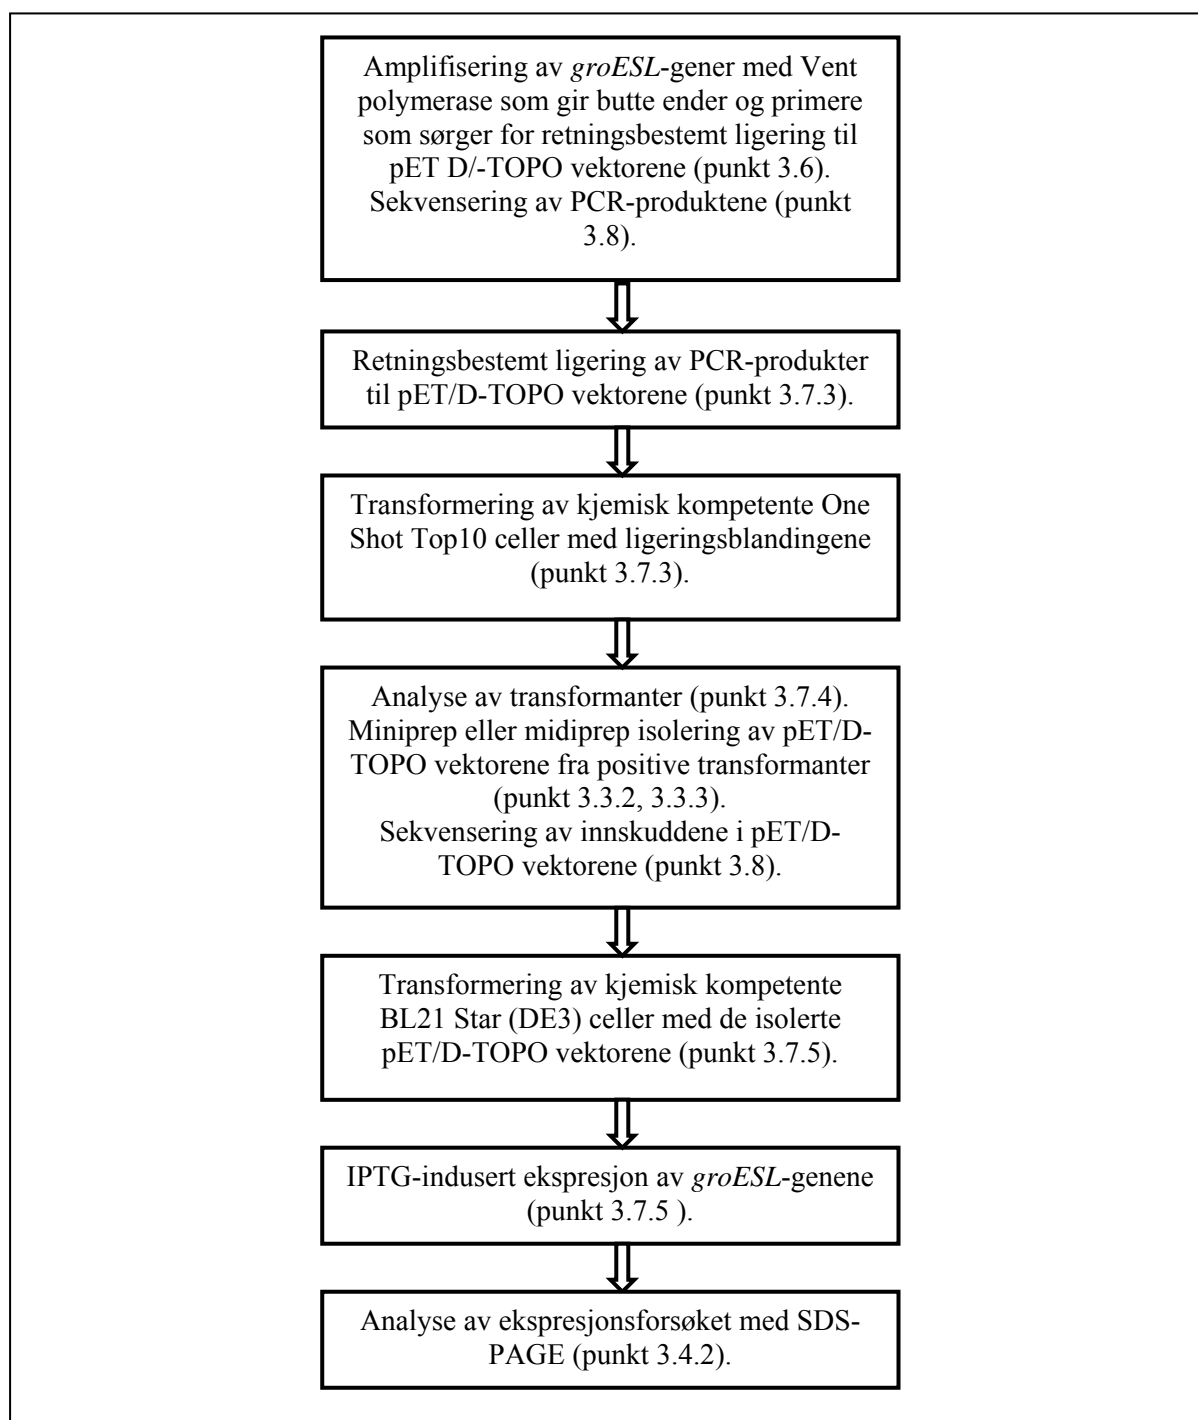 Amplifisering av groESL-gener med Vent
polymerase som gir butte ender og primere
som sørger for retningsbestemt ligering til
pET D/-TOPO vektorene (punkt 3.6).
Sekvensering av PCR-produktene (punkt
3.8).
Retningsbestemt ligering av PCR-produkter
til pET/D-TOPO vektorene (punkt 3.7.3).
Transformering av kjemisk kompetente One
Shot Top10 celler med ligeringsblandingene
(punkt 3.7.3).
Analyse av transformanter (punkt 3.7.4).
Miniprep eller midiprep isolering av pET/D-
TOPO vektorene fra positive transformanter
(punkt 3.3.2, 3.3.3).
Sekvensering av innskuddene i pET/D-
TOPO vektorene (punkt 3.8).
Transformering av kjemisk kompetente
BL21 Star (DE3) celler med de isolerte
pET/D-TOPO vektorene (punkt 3.7.5).
IPTG-indusert ekspresjon av groESL-genene
(punkt 3.7.5 ).
Analyse av ekspresjonsforsøket med SDS-
PAGE (punkt 3.4.2).